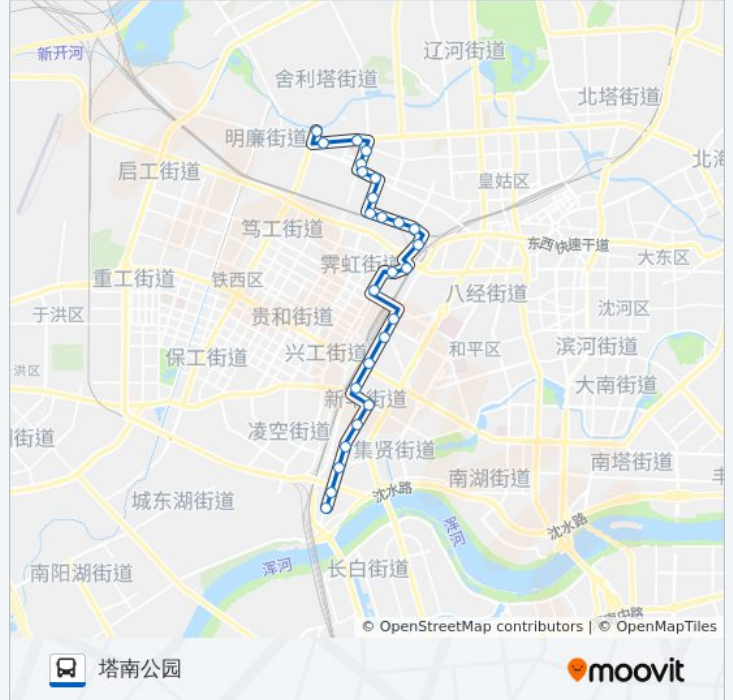 新开河
辽河街道
舍利塔街道
北塔街道
明廉街道
北海
启工街道
皇姑区
笃工街道
东西快速干道
大东区
霁虹街道
重工街道
铁西区
八经街道
于洪区
贵和街道
沈河区
兴工街道
和平区
滨河街道
保工街道
洪区
大南街道
新华街道
凌空街道
街道
集贤街道
南塔街道
南湖街道
丰
沈水路
城东湖街道
沈水路
浑河
浑河
长白街道
南阳湖街道
中路
© OpenStreetMap contributors | © OpenMapTiles
塔南公园
moovit